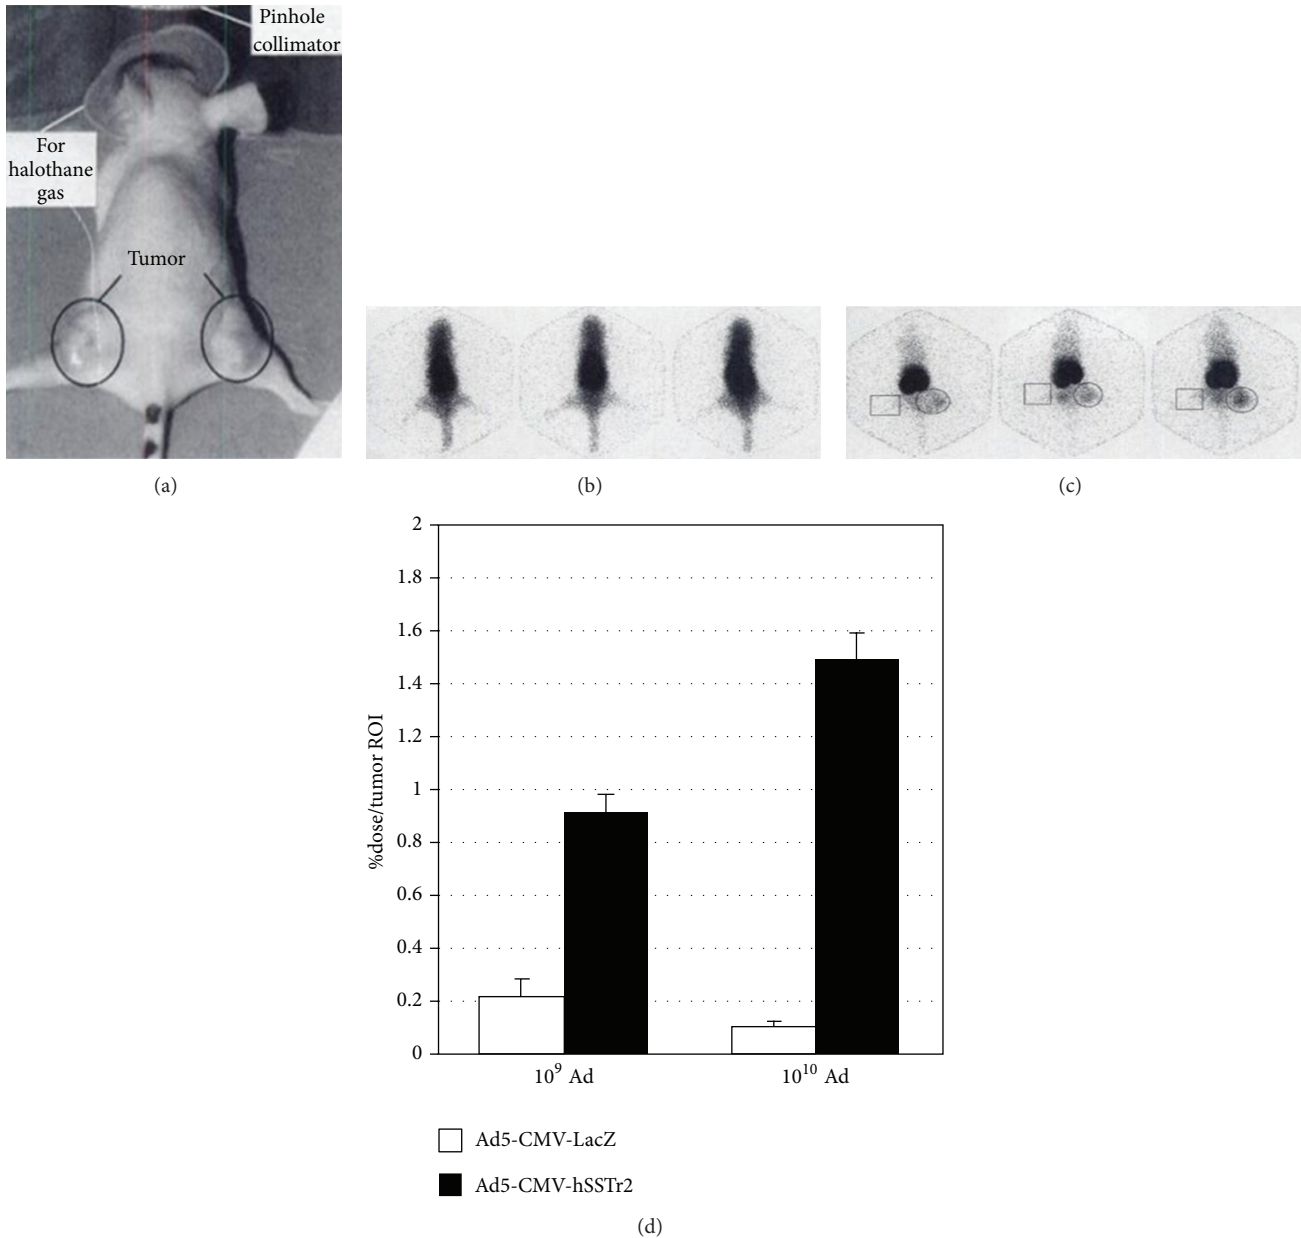 Pinhole
collimator
For
halothane
gas
Tumor
(a)
(b)
(c)
2
1.8
1.6
1.4
1.2
1
0.8
0.6
0.4
0.2
0
%dose/tumor ROI
10⁹ Ad
10¹⁰ Ad
Ad5-CMV-LacZ
Ad5-CMV-hSSTr2
(d)